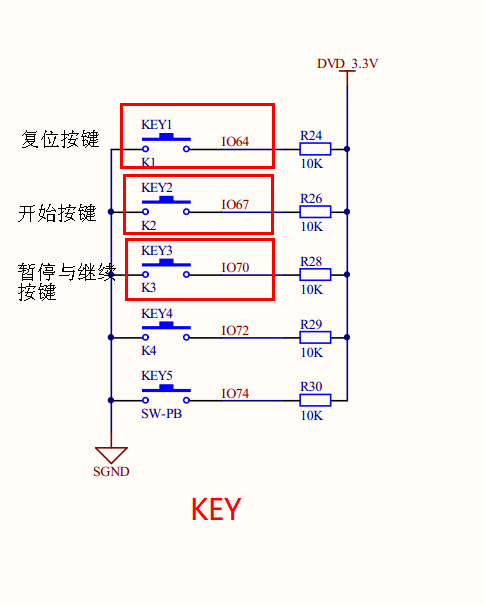 DVD_3.3V
KEY1
复位按键
IO64
R24
K1
10K
KEY2
开始按键
IO67
R26
K2
10K
KEY3
暂停与继续
按键
IO70
R28
K3
10K
KEY4
IO72
R29
K4
10K
KEY5
IO74
R30
SW-PB
10K
SGND
KEY